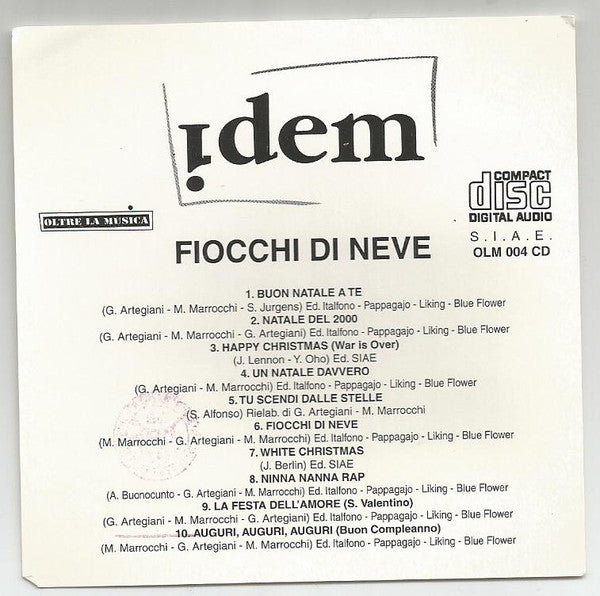 idem
COMPACT
disc
DIGITAL AUDIO
OLTRE LA MUSICA
S. I. A. E.
FIOCCHI DI NEVE
OLM 004 CD
1. BUON NATALE A TE
(G. Artegiani - M. Marrocchi - S. Jurgens) Ed. Italfono - Pappagajo - Liking - Blue Flower
2. NATALE DEL 2000
(G. Artegiani - M. Marrocchi - G. Artegiani) Ed. Italfono - Pappagajo - Liking - Blue Flower
3. HAPPY CHRISTMAS (War is Over)
(J. Lennon - Y. Oho) Ed. SIAE
4. UN NATALE DAVVERO
(G. Artegiani - M. Marrocchi) Ed. Italfono - Pappagajo - Liking - Blue Flower
5. TU SCENDI DALLE STELLE
(S. Alfonso) Rielab. di G. Artegiani - M. Marrocchi
6. FIOCCHI DI NEVE
(M. Marrocchi - G. Artegiani - M. Marrocchi) Ed. Italfono - Pappagajo - Liking - Blue Flower
7. WHITE CHRISTMAS
(J. Berlin) Ed. SIAE
8. NINNA NANNA RAP
(A. Buonocunto - G. Artegiani - M. Marrocchi) Ed. Italfono - Pappagajo - Liking - Blue Flower
9. LA FESTA DELL'AMORE (S. Valentino)
(G. Artegiani - M. Marrocchi - G. Artegiani) Ed. Italfono - Pappagajo - Liking - Blue Flower
10. AUGURI, AUGURI, AUGURI (Buon Compleanno)
(M. Marrocchi - G. Artegiani - M. Marrocchi) Ed. Italfono - Pappagajo - Liking - Blue Flower